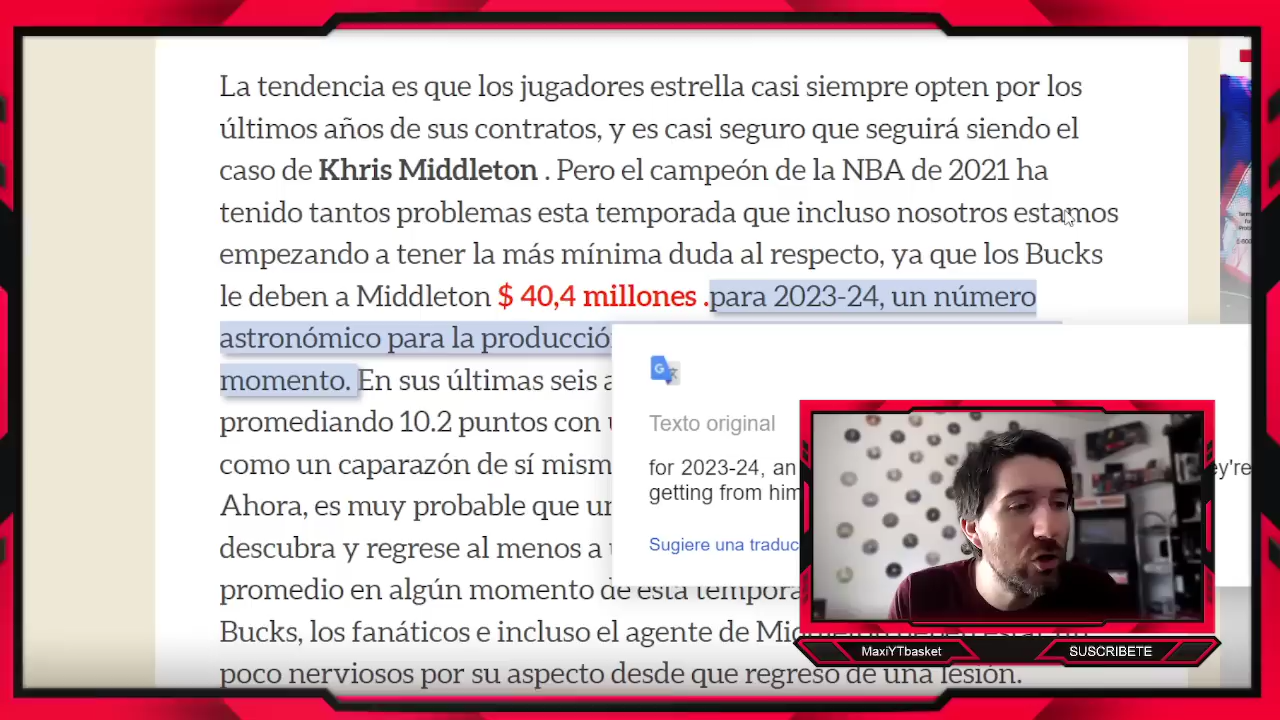 La tendencia es que los jugadores estrella casi siempre opten por los
últimos años de sus contratos, y es casi seguro que seguirá siendo el
caso de Khris Middleton . Pero el campeón de la NBA de 2021 ha
tenido tantos problemas esta temporada que incluso nosotros estamos
empezando a tener la más mínima duda al respecto, ya que los Bucks
le deben a Middleton $ 40,4 millones .para 2023-24, un número
astronómico para la producció
momento. En sus últimas seis
promediando 10.2 puntos con
como un caparazón de sí mism
Ahora, es muy probable que
descubra y regrese al menos a
promedio en algún momento de esta tempora
Bucks, los fanáticos e incluso el agente de
poco nerviosos por su aspecto desde que regresó de una lesión.
Texto original
for 2023-24, an
ey're
getting from him
Sugiere una traduc
MaxiYTbasket
SUSCRIBETE